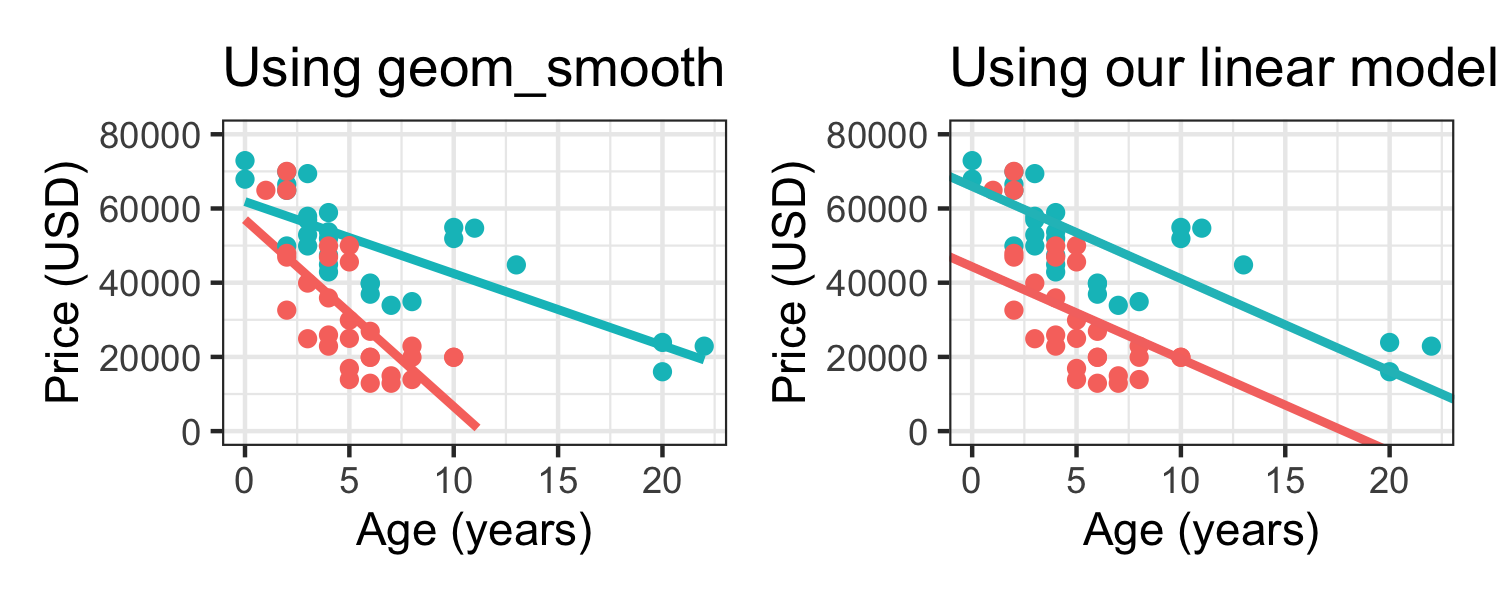 Using geom_smooth
80000
60000
40000
20000
0
Price (USD)
0 5 10 15 20
Age (years)
Using our linear model
80000
60000
40000
20000
0
Price (USD)
0 5 10 15 20
Age (years)